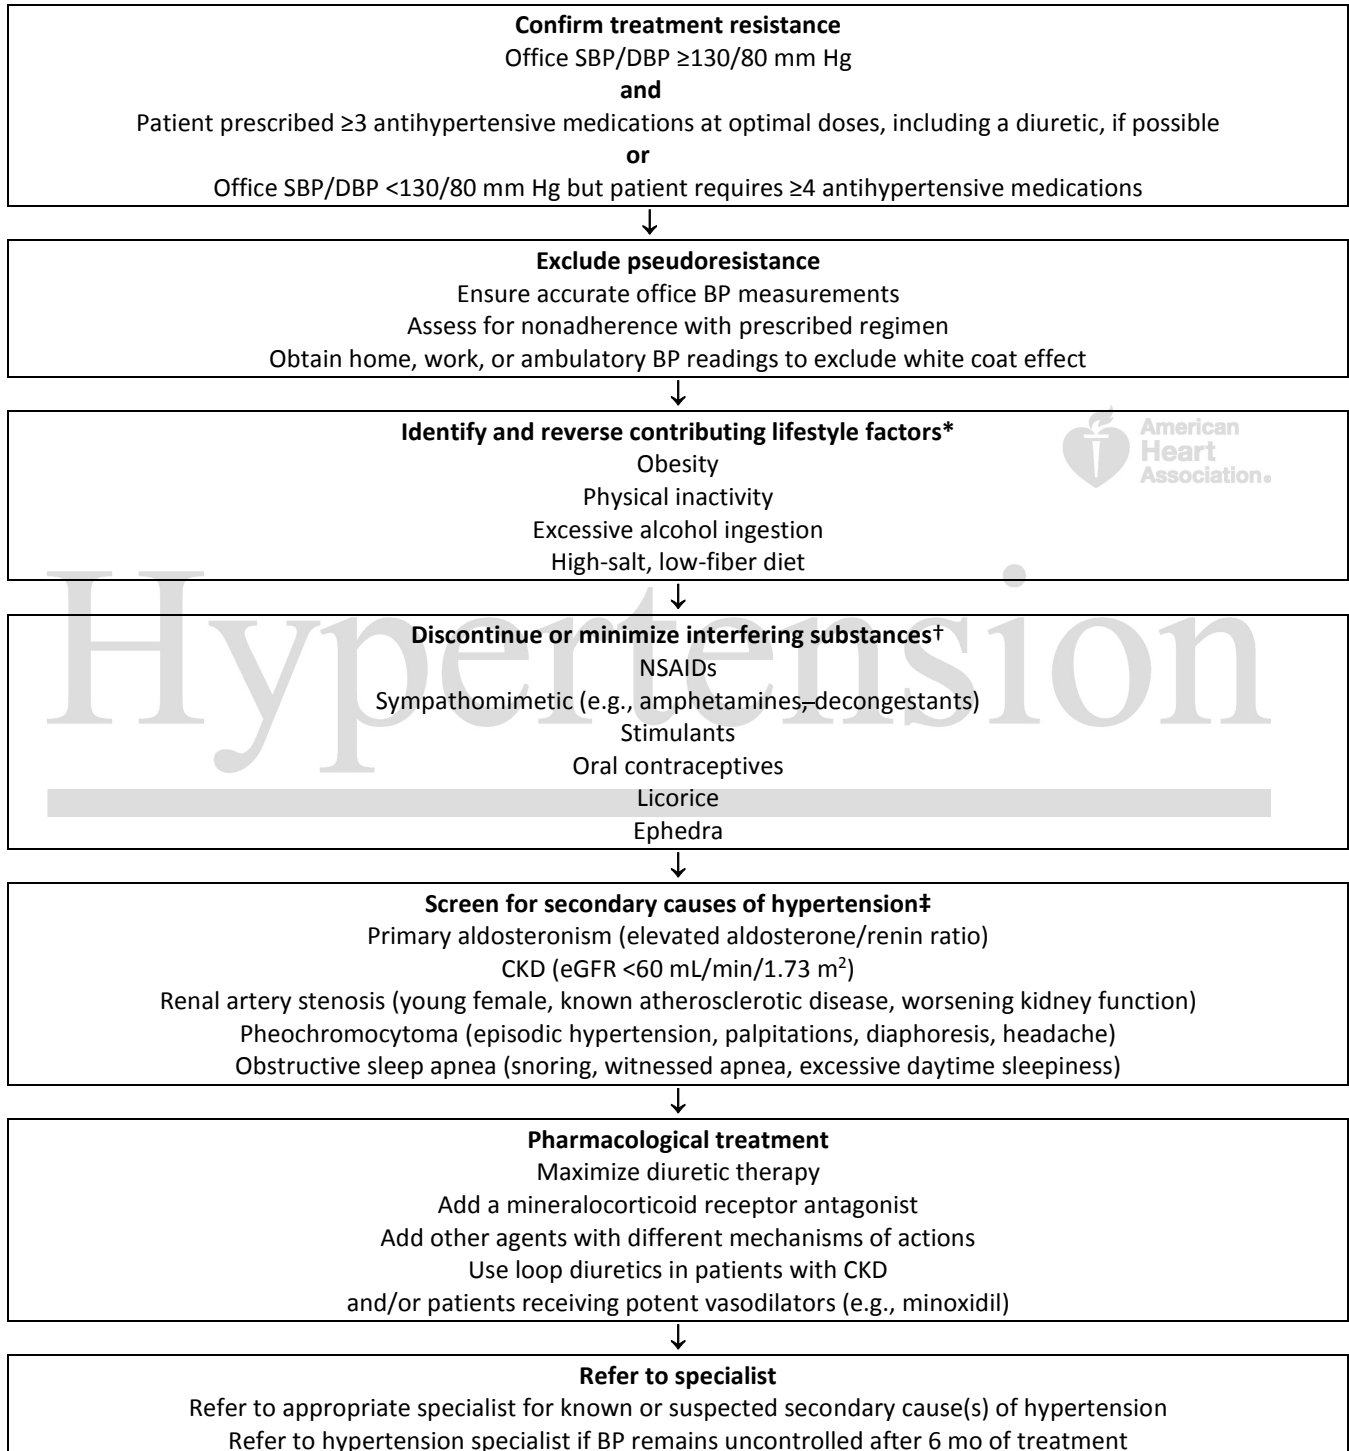 Confirm treatment resistance
Office SBP/DBP ≥130/80 mm Hg
and
Patient prescribed ≥3 antihypertensive medications at optimal doses, including a diuretic, if possible
or
Office SBP/DBP <130/80 mm Hg but patient requires ≥4 antihypertensive medications
↓
Exclude pseudoresistance
Ensure accurate office BP measurements
Assess for nonadherence with prescribed regimen
Obtain home, work, or ambulatory BP readings to exclude white coat effect
↓
Identify and reverse contributing lifestyle factors*
American
Heart
Association®
Obesity
Physical inactivity
Excessive alcohol ingestion
High-salt, low-fiber diet
↓
Hypertension
Discontinue or minimize interfering substances†
NSAIDs
Sympathomimetic (e.g., amphetamines, decongestants)
Stimulants
Oral contraceptives
Licorice
Ephedra
↓
Screen for secondary causes of hypertension‡
Primary aldosteronism (elevated aldosterone/renin ratio)
CKD (eGFR <60 mL/min/1.73 m²)
Renal artery stenosis (young female, known atherosclerotic disease, worsening kidney function)
Pheochromocytoma (episodic hypertension, palpitations, diaphoresis, headache)
Obstructive sleep apnea (snoring, witnessed apnea, excessive daytime sleepiness)
↓
Pharmacological treatment
Maximize diuretic therapy
Add a mineralocorticoid receptor antagonist
Add other agents with different mechanisms of actions
Use loop diuretics in patients with CKD
and/or patients receiving potent vasodilators (e.g., minoxidil)
↓
Refer to specialist
Refer to appropriate specialist for known or suspected secondary cause(s) of hypertension
Refer to hypertension specialist if BP remains uncontrolled after 6 mo of treatment